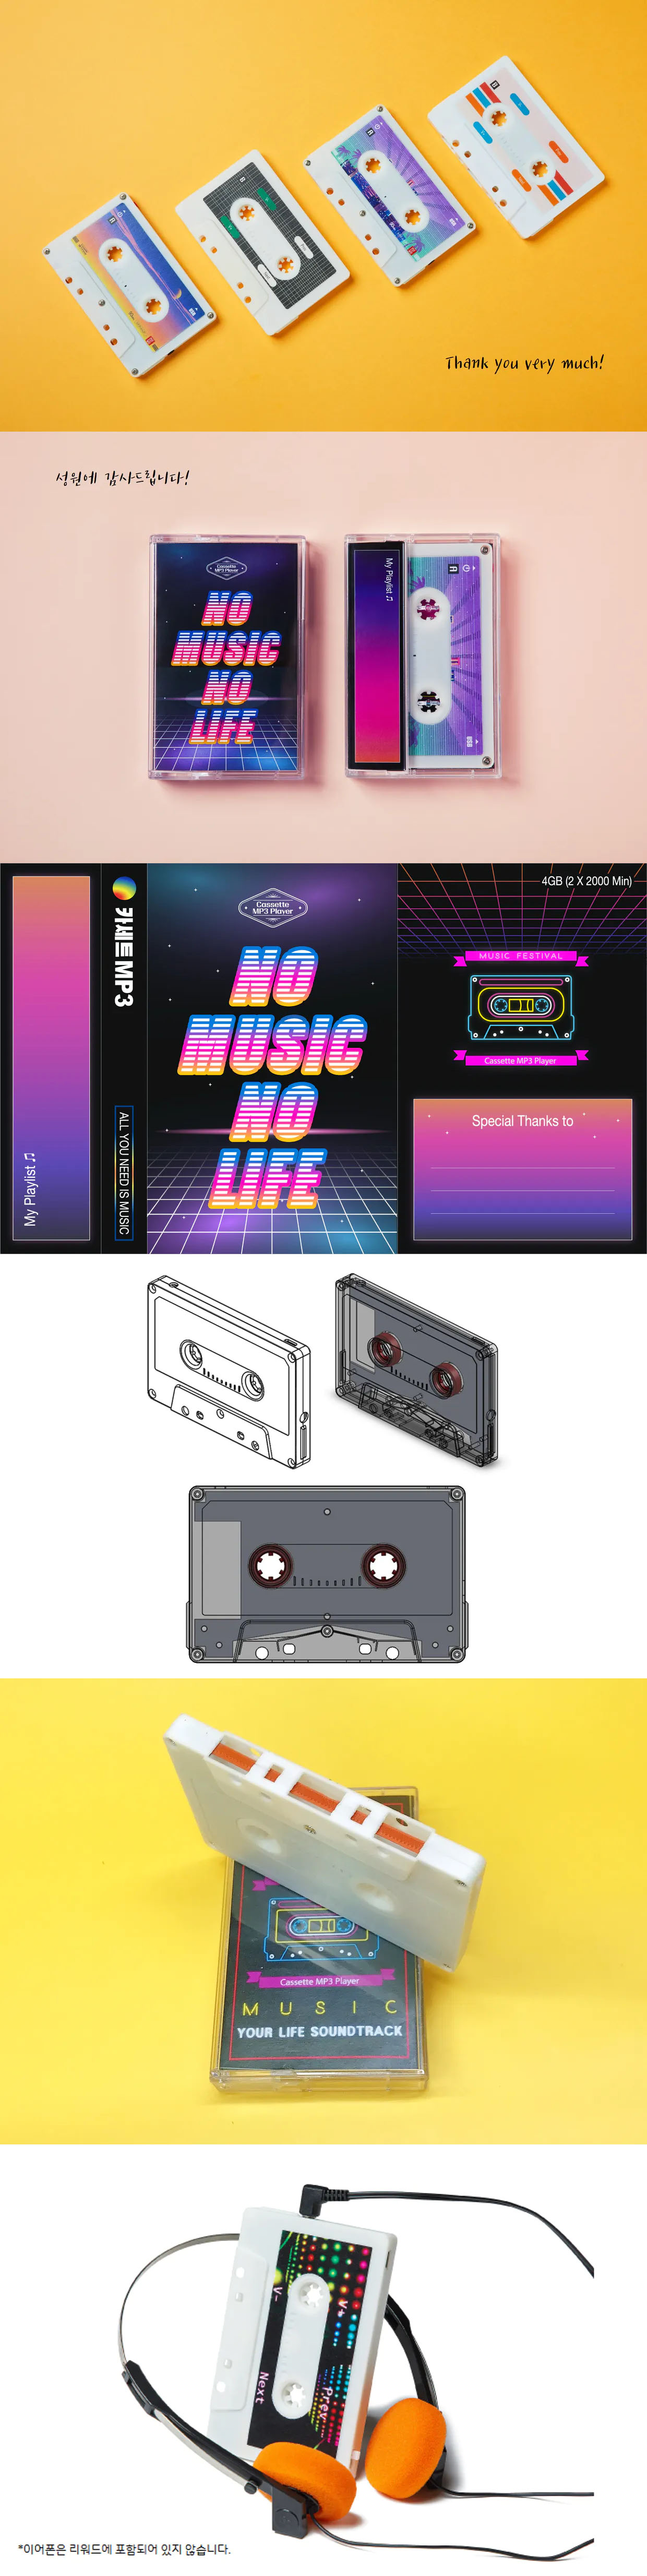 Thank you very much!
성원에 감사드립니다!
Cassette
MP3 Player
NO
MUSIC
NO
LIFE
My Playlist ♫
A
USB
My Playlist ♫
카세트 MP3
ALL YOU NEED IS MUSIC
Cassette
MP3 Player
NO
MUSIC
NO
LIFE
4GB (2 X 2000 Min)
MUSIC FESTIVAL
Cassette MP3 Player
Special Thanks to
Cassette MP3 Player
MUSIC
YOUR LIFE SOUNDTRACK
V-
V+
Next
Prev
*이어폰은 리워드에 포함되어 있지 않습니다.